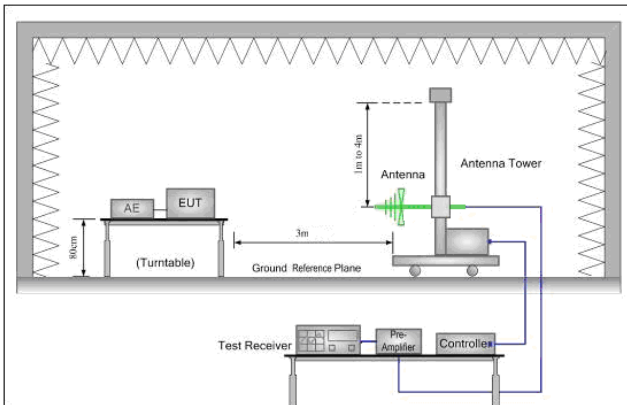 1m to 4m
Antenna
Antenna Tower
AE
EUT
80cm
(Turntable)
3m
Ground Reference Plane
Test Receiver
Pre-
Amplifier
Controller